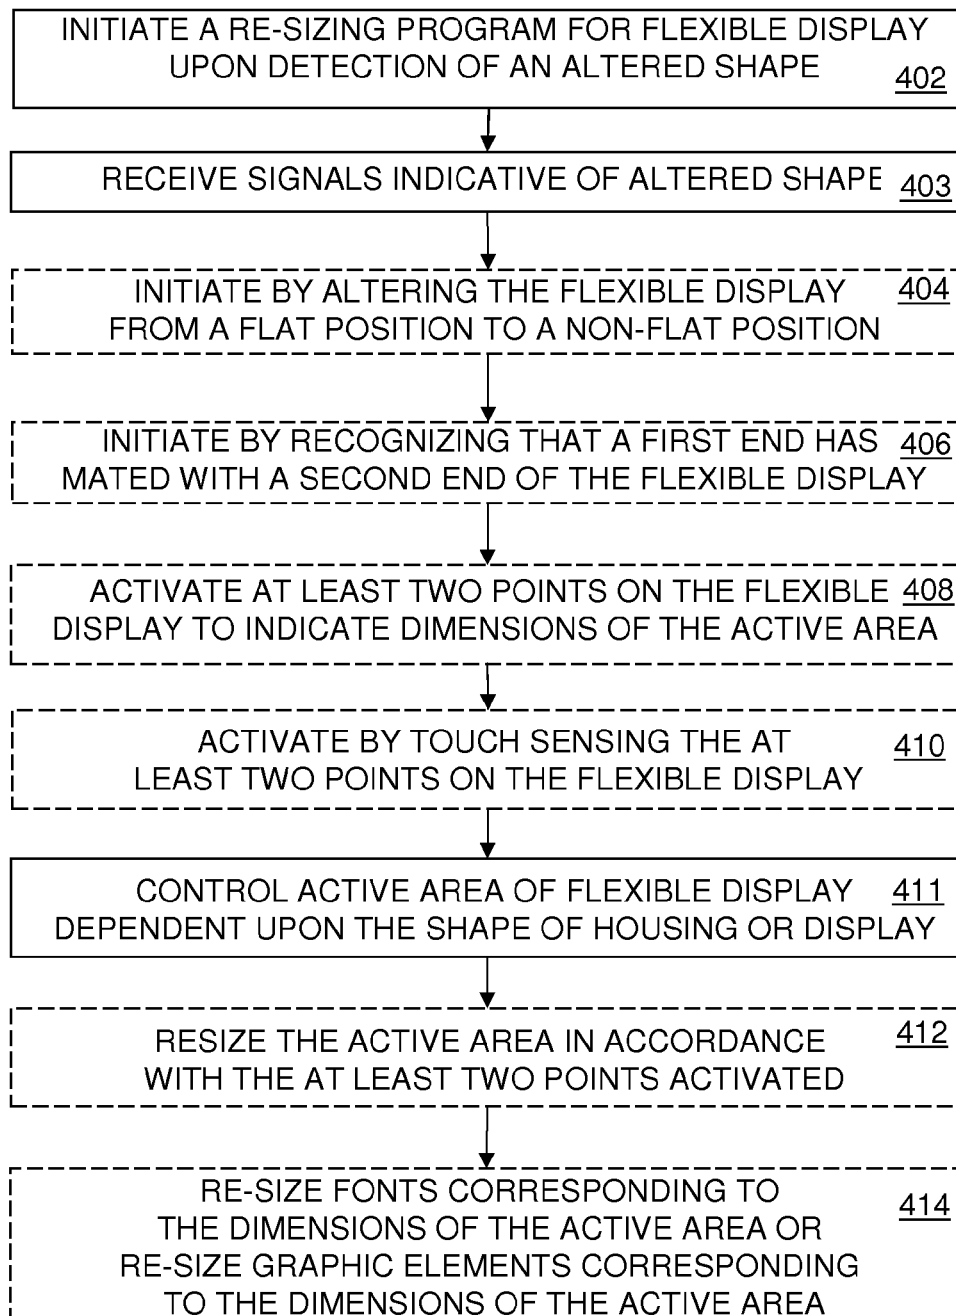 INITIATE A RE-SIZING PROGRAM FOR FLEXIBLE DISPLAY
UPON DETECTION OF AN ALTERED SHAPE
402
RECEIVE SIGNALS INDICATIVE OF ALTERED SHAPE 403
INITIATE BY ALTERING THE FLEXIBLE DISPLAY 404
FROM A FLAT POSITION TO A NON-FLAT POSITION
INITIATE BY RECOGNIZING THAT A FIRST END HAS 406
MATED WITH A SECOND END OF THE FLEXIBLE DISPLAY
ACTIVATE AT LEAST TWO POINTS ON THE FLEXIBLE 408
DISPLAY TO INDICATE DIMENSIONS OF THE ACTIVE AREA
ACTIVATE BY TOUCH SENSING THE AT 410
LEAST TWO POINTS ON THE FLEXIBLE DISPLAY
CONTROL ACTIVE AREA OF FLEXIBLE DISPLAY 411
DEPENDENT UPON THE SHAPE OF HOUSING OR DISPLAY
RESIZE THE ACTIVE AREA IN ACCORDANCE 412
WITH THE AT LEAST TWO POINTS ACTIVATED
RE-SIZE FONTS CORRESPONDING TO 414
THE DIMENSIONS OF THE ACTIVE AREA OR
RE-SIZE GRAPHIC ELEMENTS CORRESPONDING
TO THE DIMENSIONS OF THE ACTIVE AREA